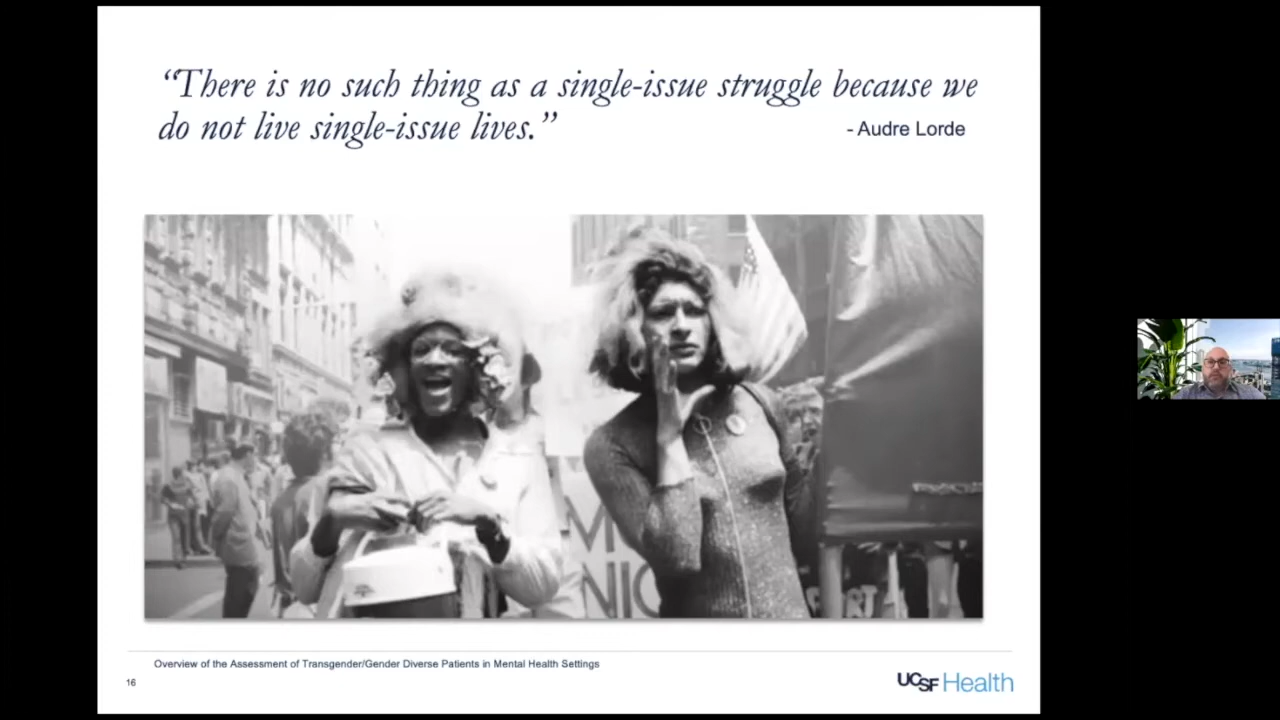 “There is no such thing as a single-issue struggle because we
do not live single-issue lives.”
- Audre Lorde
Overview of the Assessment of Transgender/Gender Diverse Patients in Mental Health Settings
16
UCSF Health